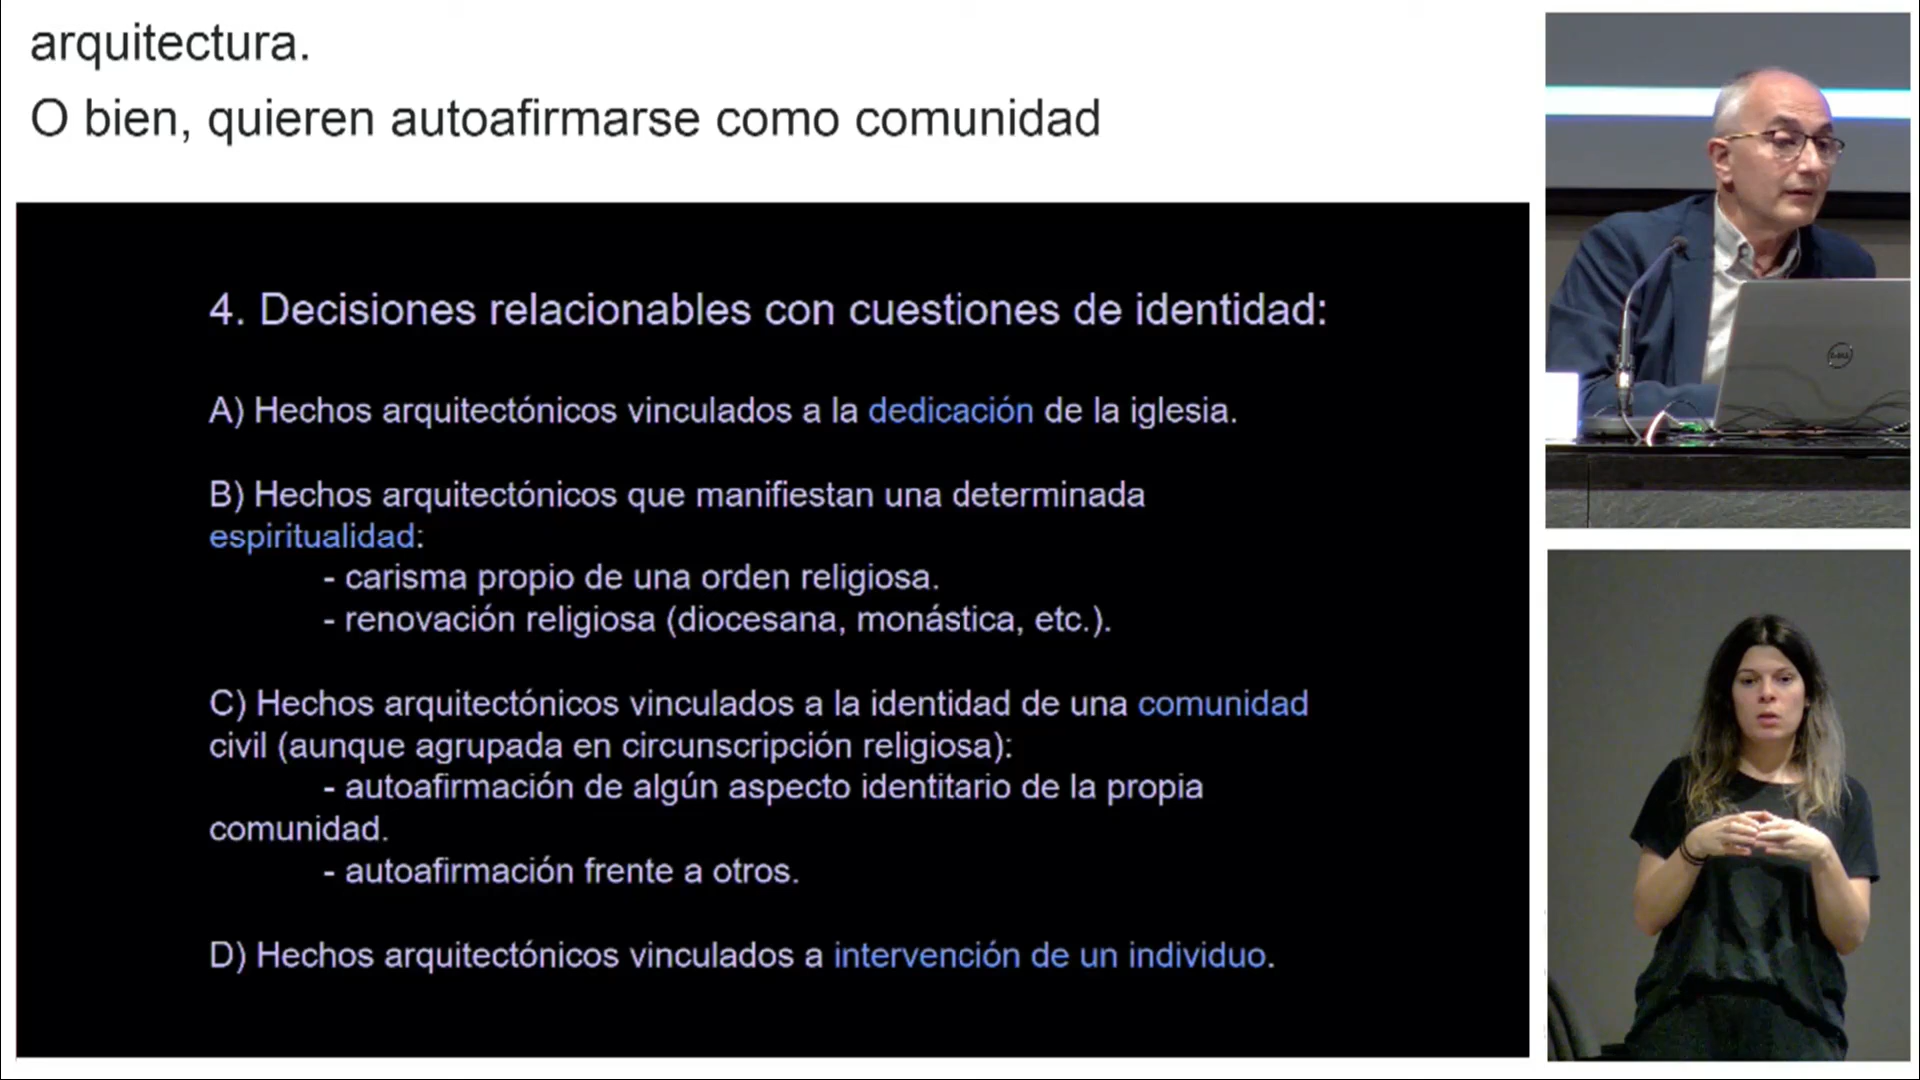 arquitectura.
O bien, quieren autoafirmarse como comunidad
4. Decisiones relacionables con cuestiones de identidad:
A) Hechos arquitectónicos vinculados a la dedicación de la iglesia.
B) Hechos arquitectónicos que manifiestan una determinada
espiritualidad:
- carisma propio de una orden religiosa.
- renovación religiosa (diocesana, monástica, etc.).
C) Hechos arquitectónicos vinculados a la identidad de una comunidad
civil (aunque agrupada en circunscripción religiosa):
- autoafirmación de algún aspecto identitario de la propia
comunidad.
- autoafirmación frente a otros.
D) Hechos arquitectónicos vinculados a intervención de un individuo.
DELL